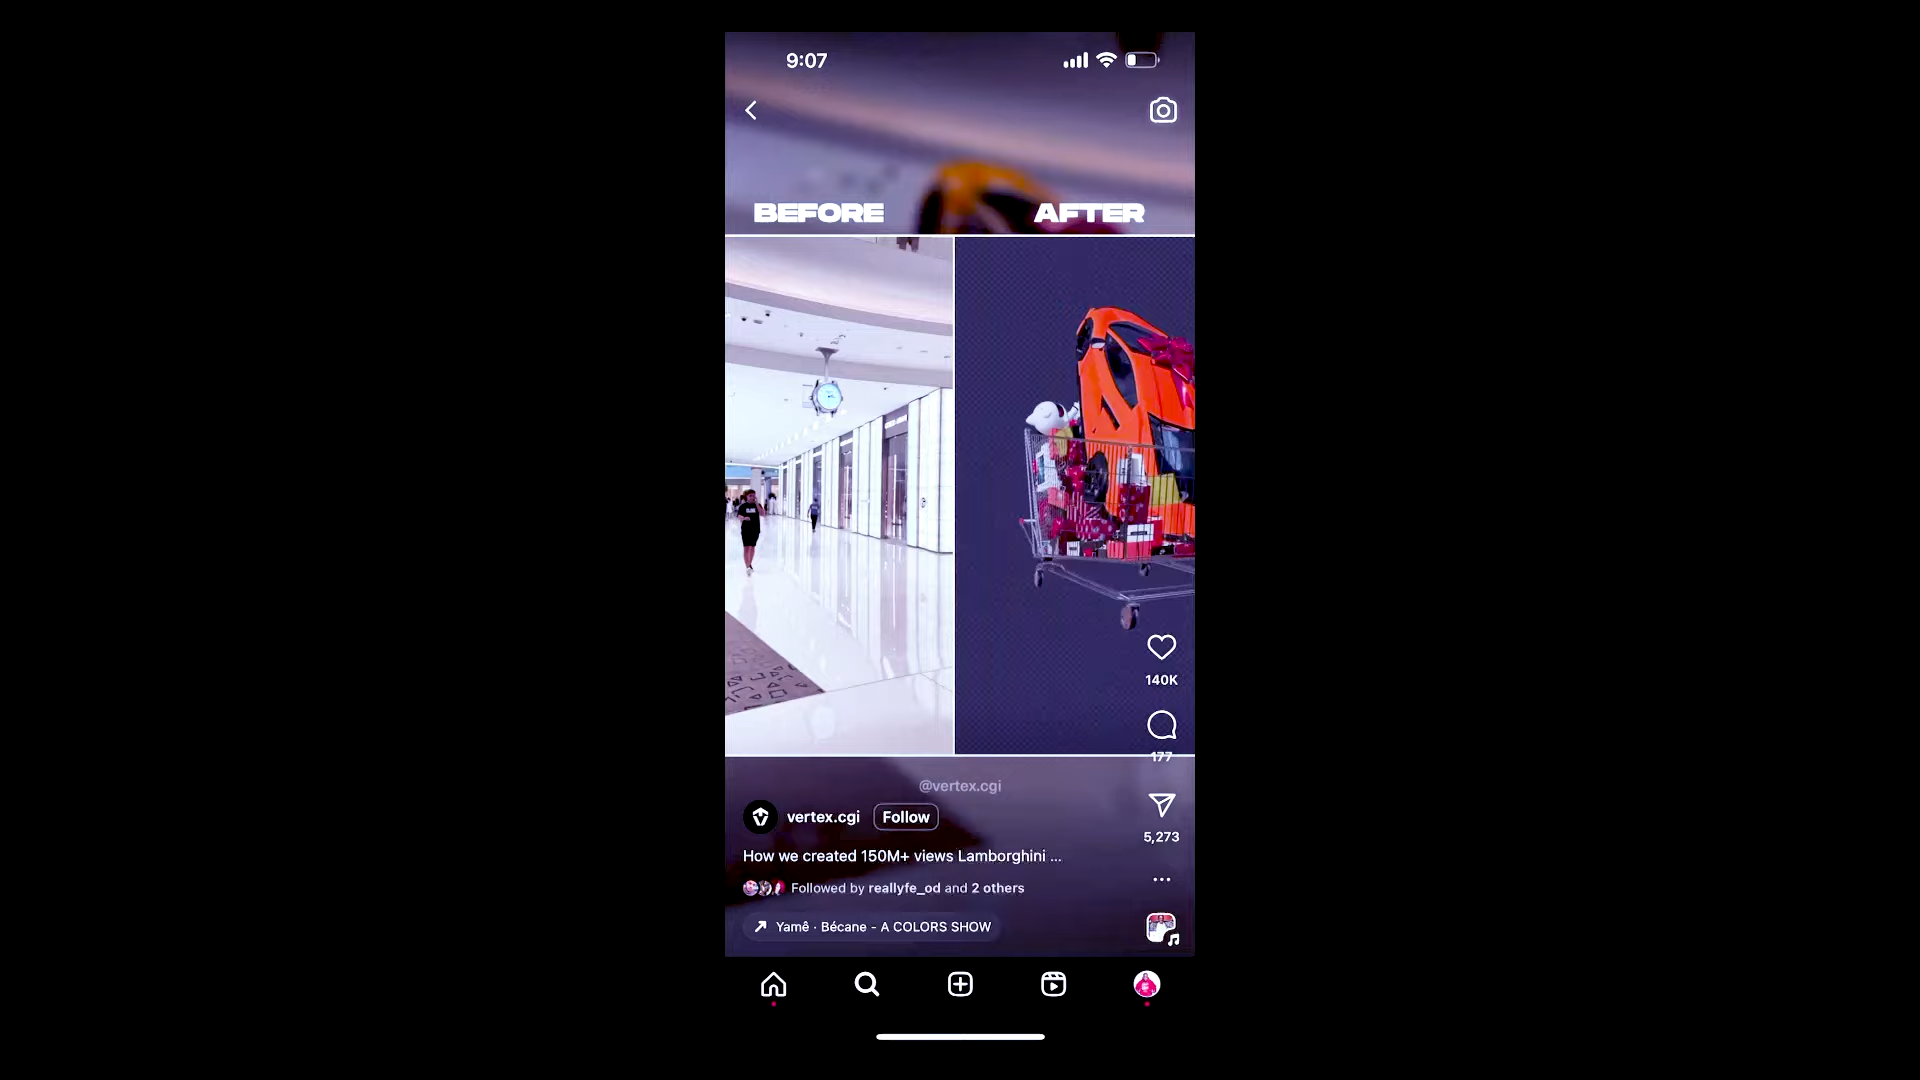 9:07
BEFORE
AFTER
140K
177
@vertex.cgi
vertex.cgi
Follow
5,273
How we created 150M+ views Lamborghini ...
Followed by reallyfe_od and 2 others
Yamê · Bécane - A COLORS SHOW